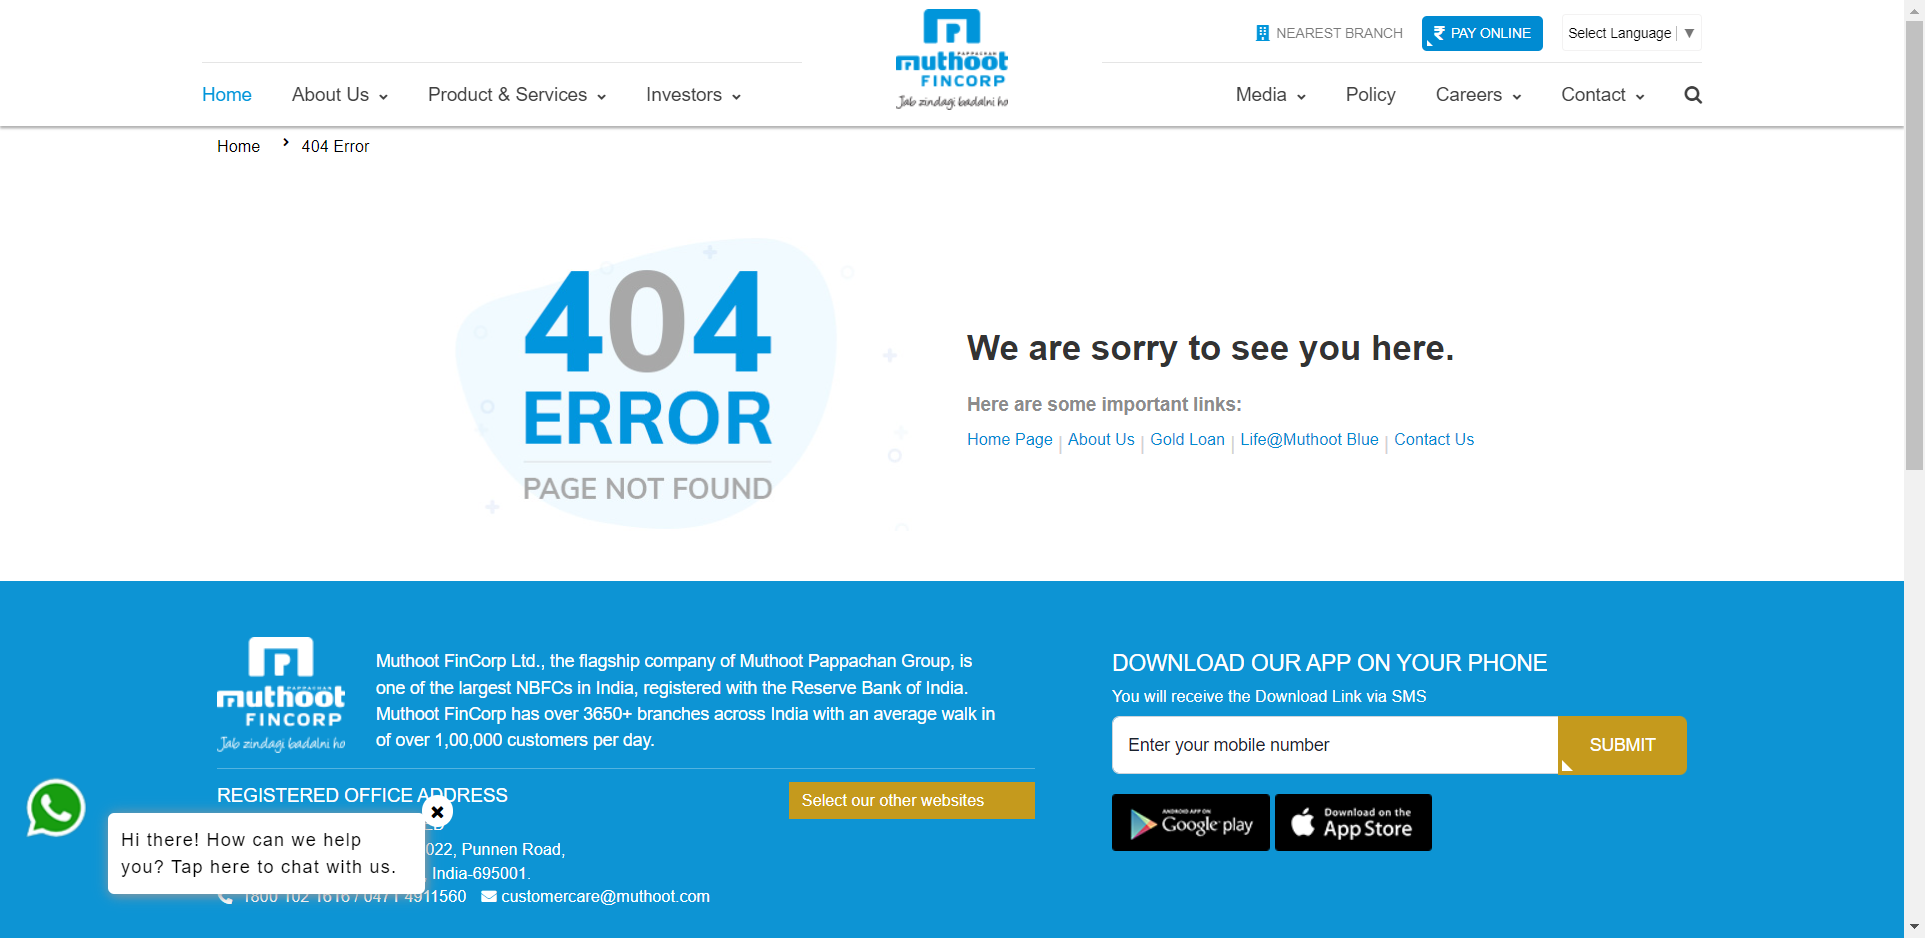 NEAREST BRANCH
PAY ONLINE
Select Language ▼
PAPPACHAN
muthoot
FINCORP
Jab zindagi badalni ho
Home
About Us
Product & Services
Investors
Media
Policy
Careers
Contact
Home > 404 Error
404
ERROR
PAGE NOT FOUND
We are sorry to see you here.
Here are some important links:
Home Page | About Us | Gold Loan | Life@Muthoot Blue | Contact Us
PAPPACHAN
muthoot
FINCORP
Jab zindagi badalni ho
Muthoot FinCorp Ltd., the flagship company of Muthoot Pappachan Group, is
one of the largest NBFCs in India, registered with the Reserve Bank of India.
Muthoot FinCorp has over 3650+ branches across India with an average walk in
of over 1,00,000 customers per day.
REGISTERED OFFICE ADDRESS
Select our other websites
022, Punnen Road,
, India-695001.
1800 102 1616 / 0471 4911560 customercare@muthoot.com
Hi there! How can we help
you? Tap here to chat with us.
DOWNLOAD OUR APP ON YOUR PHONE
You will receive the Download Link via SMS
Enter your mobile number
SUBMIT
ANDROID APP ON
Google play
Download on the
App Store